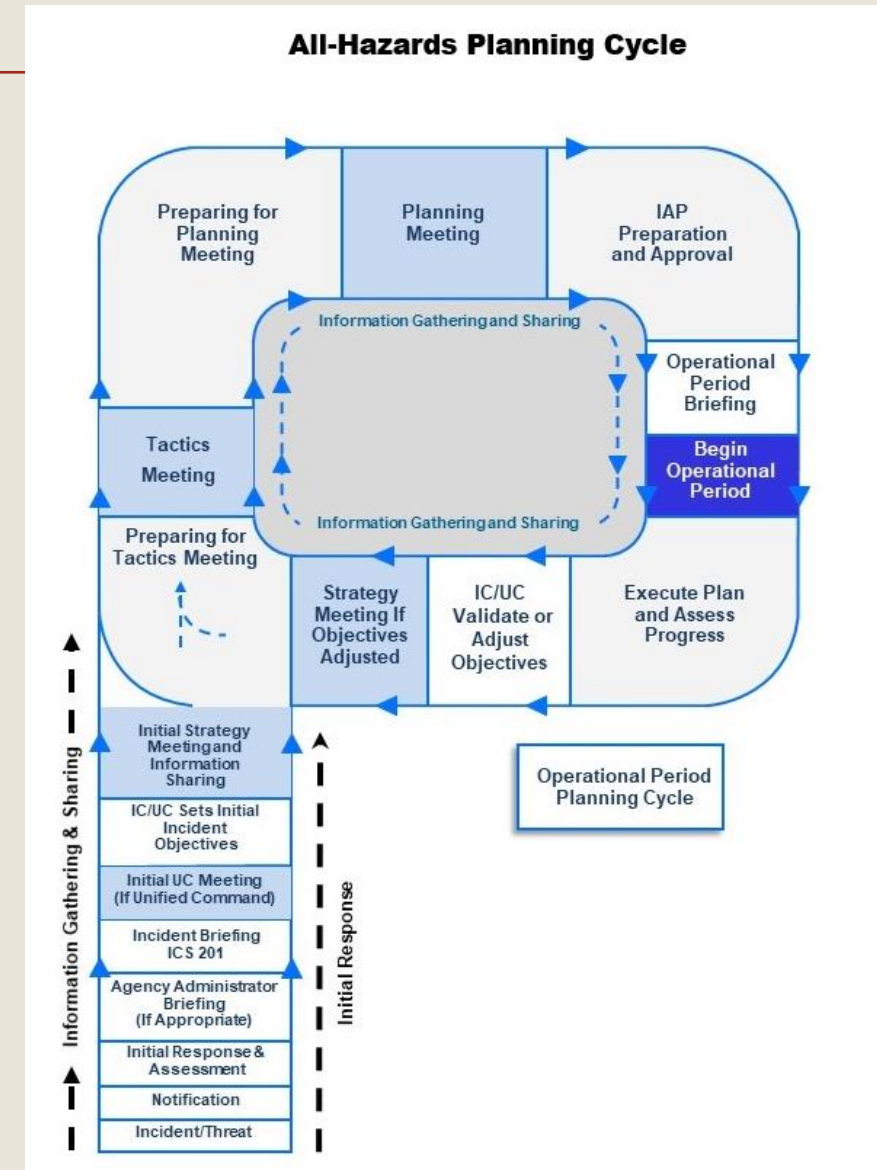 All-Hazards Planning Cycle
Preparing for
Planning
Meeting
Planning
Meeting
IAP
Preparation
and Approval
Information Gathering and Sharing
Operational
Period
Briefing
Tactics
Meeting
Begin
Operational
Period
Information Gathering and Sharing
Preparing for
Tactics Meeting
Strategy
Meeting If
Objectives
Adjusted
IC/UC
Validate or
Adjust
Objectives
Execute Plan
and Assess
Progress
Operational Period
Planning Cycle
Initial Strategy
Meeting and
Information
Sharing
IC/UC Sets Initial
Incident
Objectives
Initial UC Meeting
(If Unified Command)
Incident Briefing
ICS 201
Agency Administrator
Briefing
(If Appropriate)
Initial Response &
Assessment
Notification
Incident/Threat
Information Gathering & Sharing
Initial Response